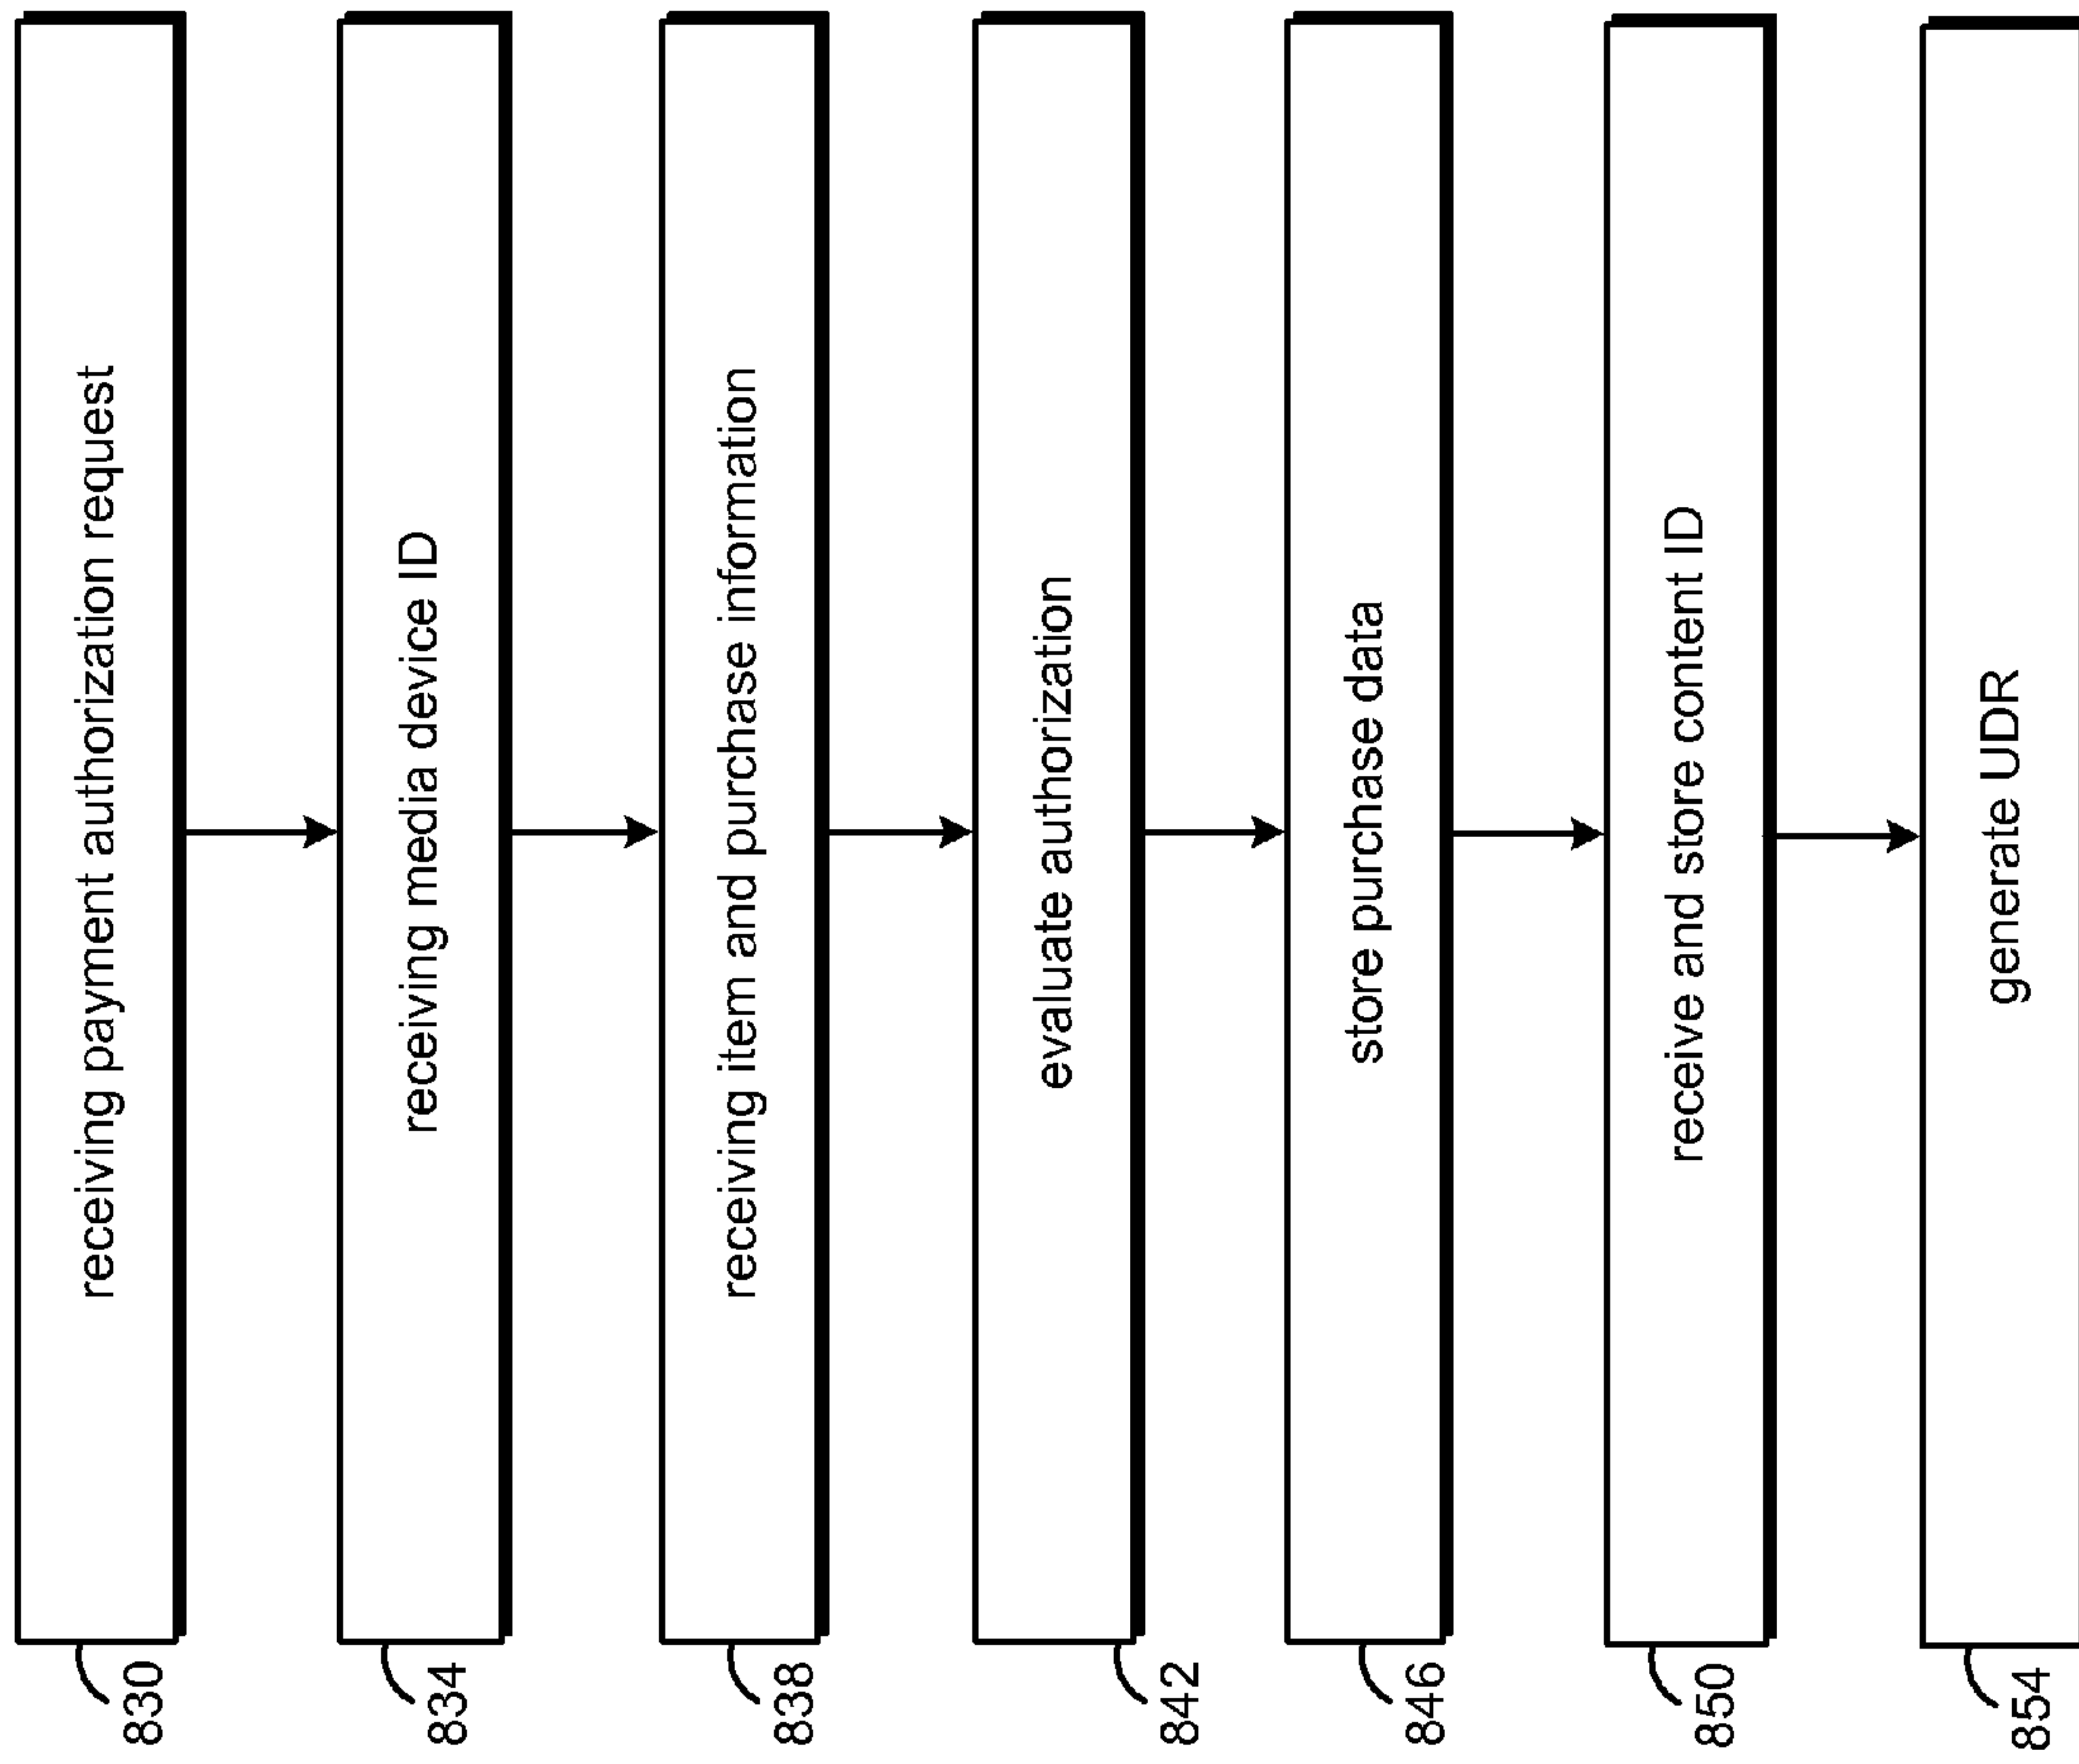 830
receiving payment authorization request
834
receiving media device ID
838
receiving item and purchase information
842
evaluate authorization
846
store purchase data
850
receive and store content ID
854
generate UDR